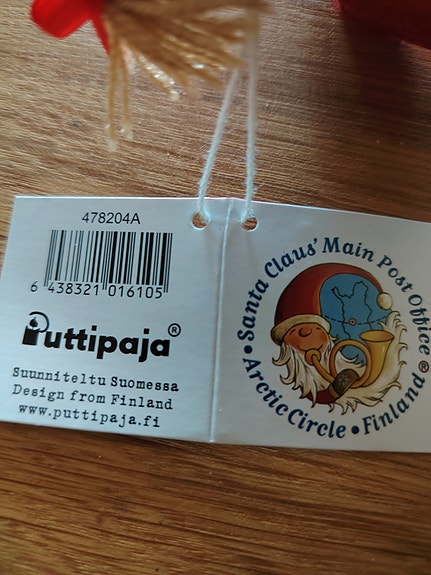 478204A
6 438321 016105
Puttipaja®
Suunniteltu Suomessa
Design from Finland
www.puttipaja.fi
• Santa Claus' Main Post Office ®
Arctic Circle • Finland